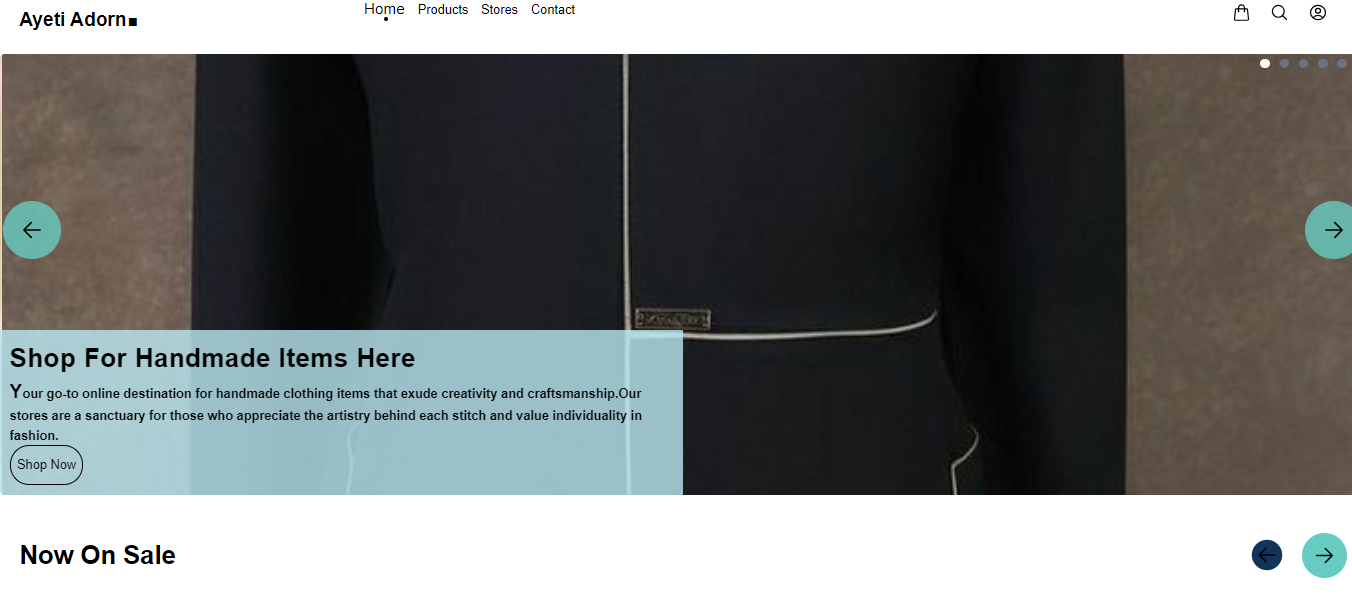 Ayeti Adorn
Home Products Stores Contact
Shop For Handmade Items Here
Your go-to online destination for handmade clothing items that exude creativity and craftsmanship.Our
stores are a sanctuary for those who appreciate the artistry behind each stitch and value individuality in
fashion.
Shop Now
Now On Sale